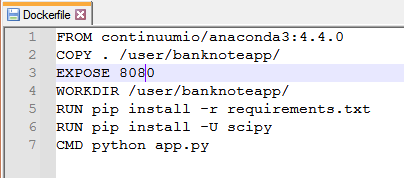 Dockerfile
1 FROM continuumio/anaconda3:4.4.0
2 COPY . /user/banknoteapp/
3 EXPOSE 8080
4 WORKDIR /user/banknoteapp/
5 RUN pip install -r requirements.txt
6 RUN pip install -U scipy
7 CMD python app.py